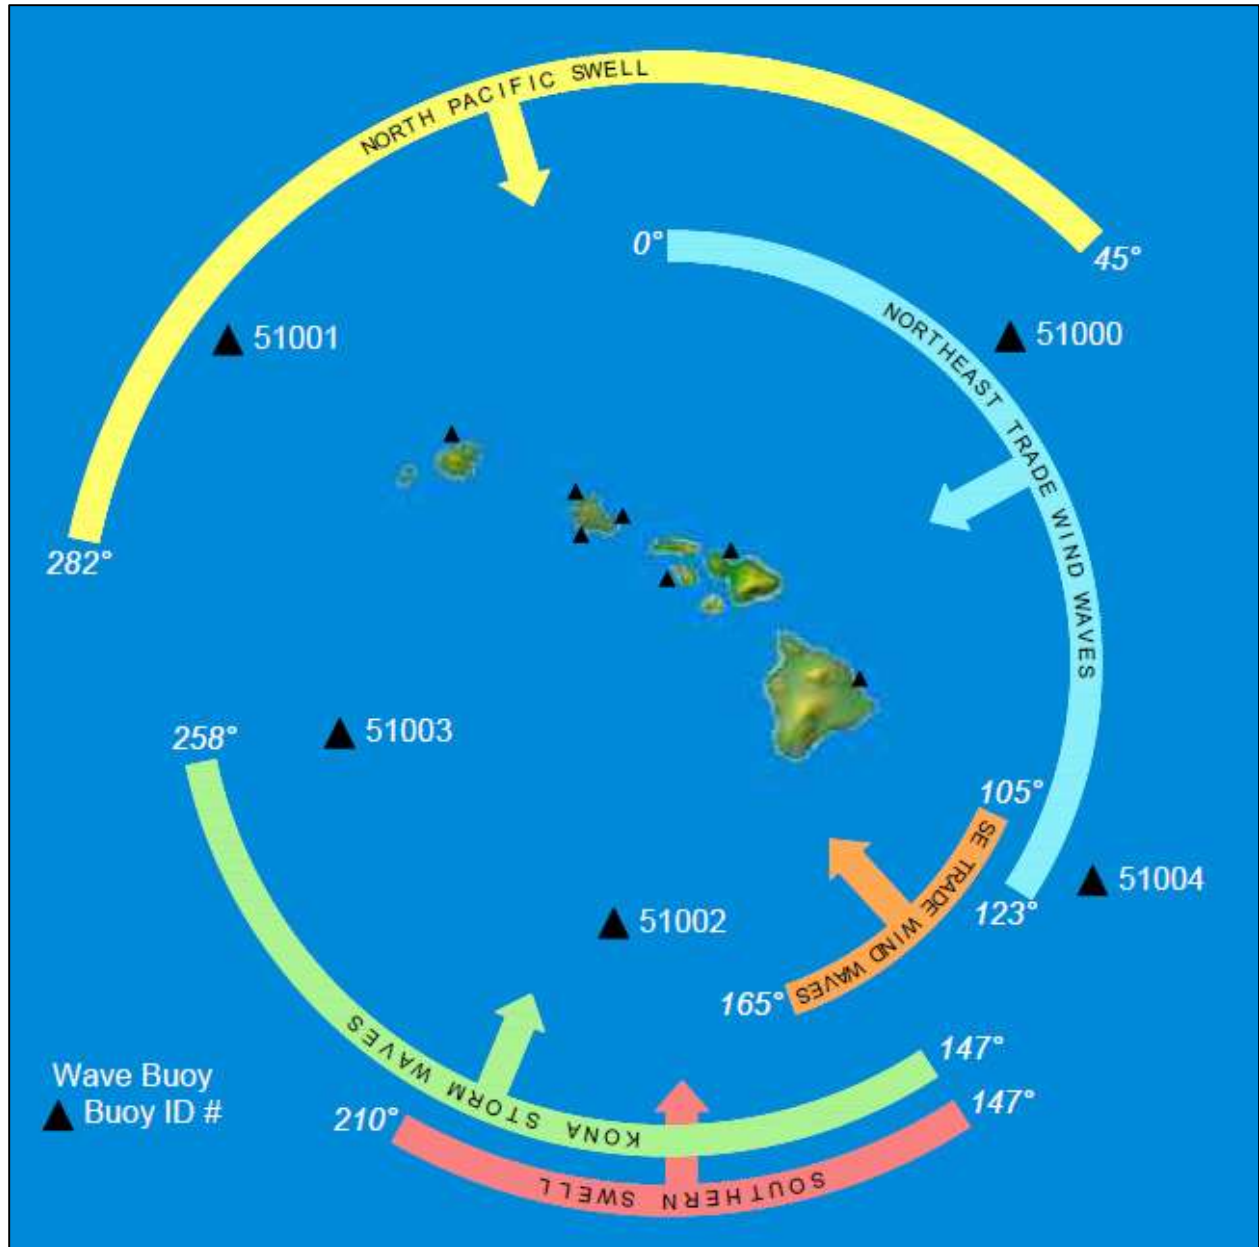 NORTH PACIFIC SWELL
0°
45°
NORTHEAST TRADE WIND WAVES
51001
51000
282°
258°
51003
105°
SE TRADE WIND WAVES
51004
123°
51002
165°
KONA STORM WAVES
147°
Wave Buoy
Buoy ID #
210°
147°
SOUTHERN SWELL